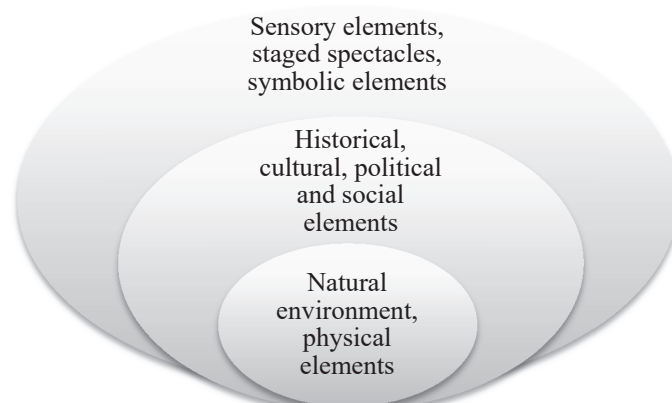 Sensory elements,
staged spectacles,
symbolic elements
Historical,
cultural, political
and social
elements
Natural
environment,
physical
elements